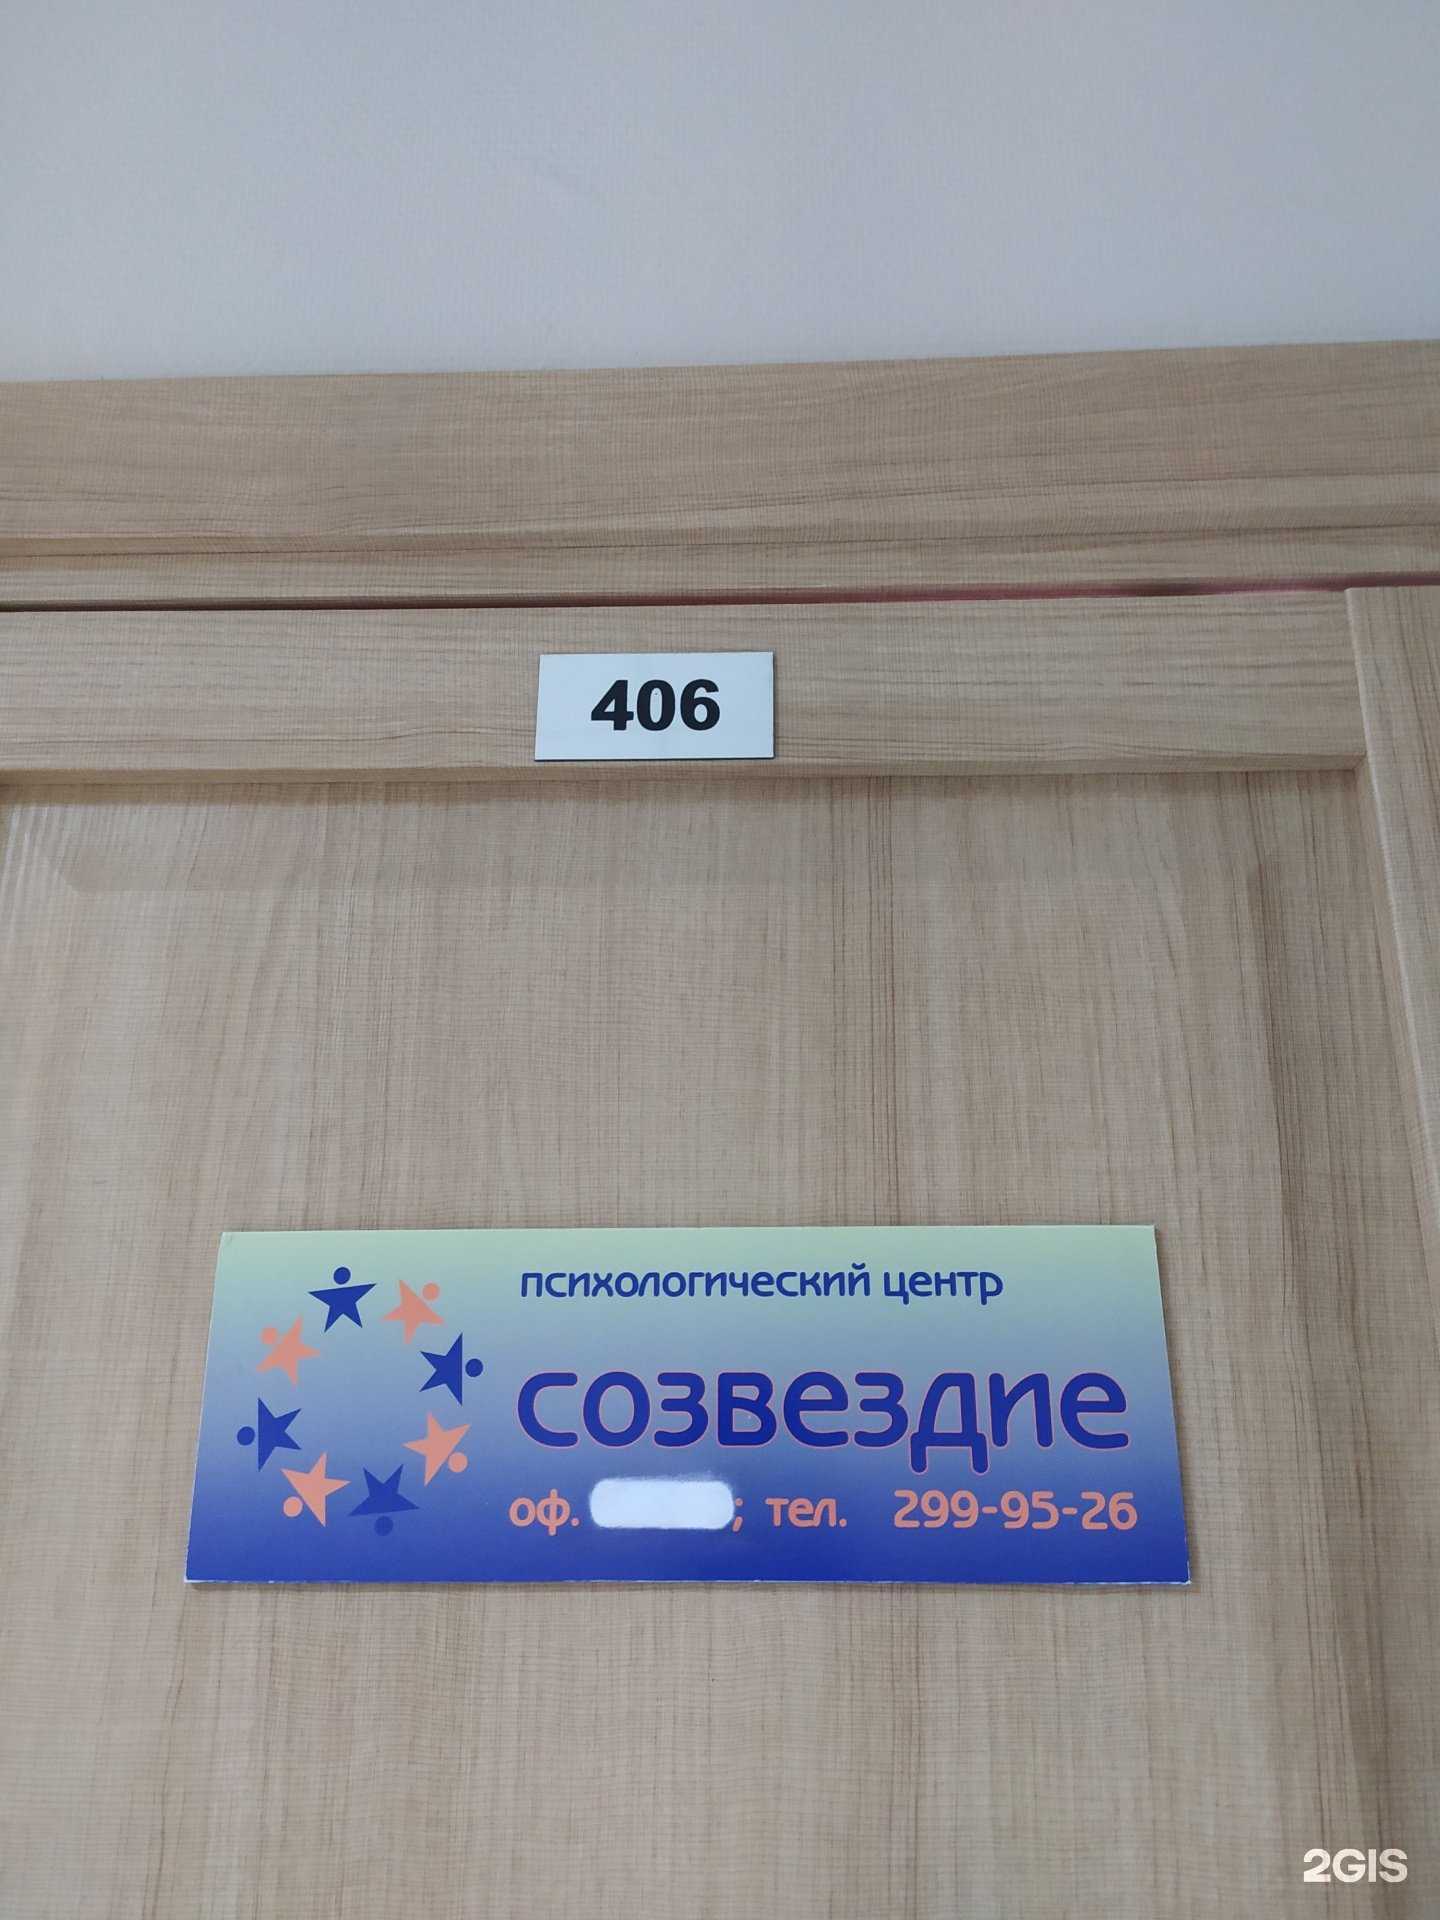 406
психологический центр
созвездие
оф. ; тел. 299-95-26
2GIS